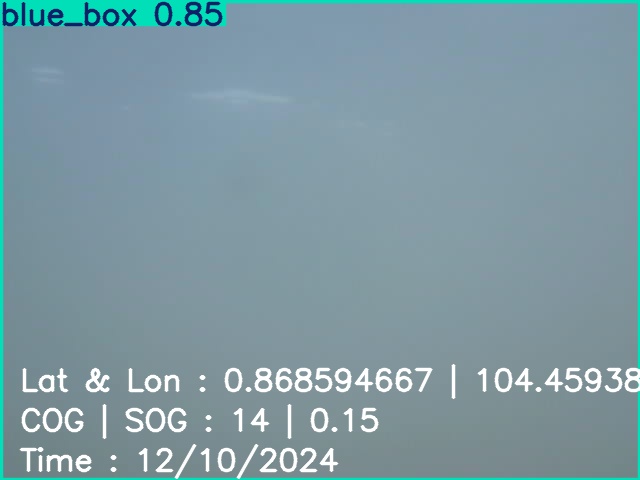 blue_box 0.85
Lat & Lon : 0.868594667 | 104.45938
COG | SOG : 14 | 0.15
Time : 12/10/2024